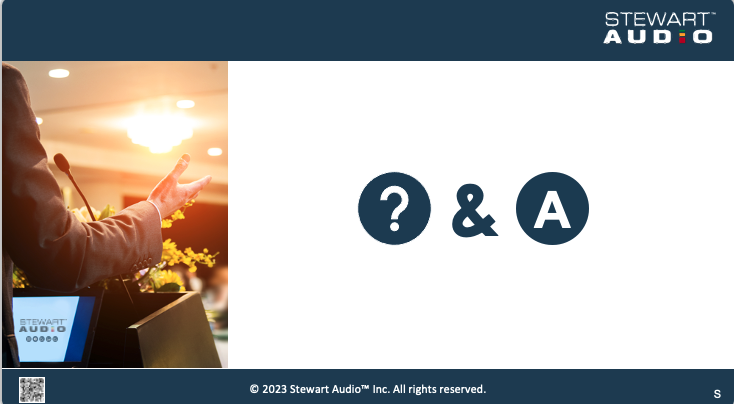 STEWART™
AUDIO
? & A
STEWART
AUDIO
© 2023 Stewart Audio™ Inc. All rights reserved.
S